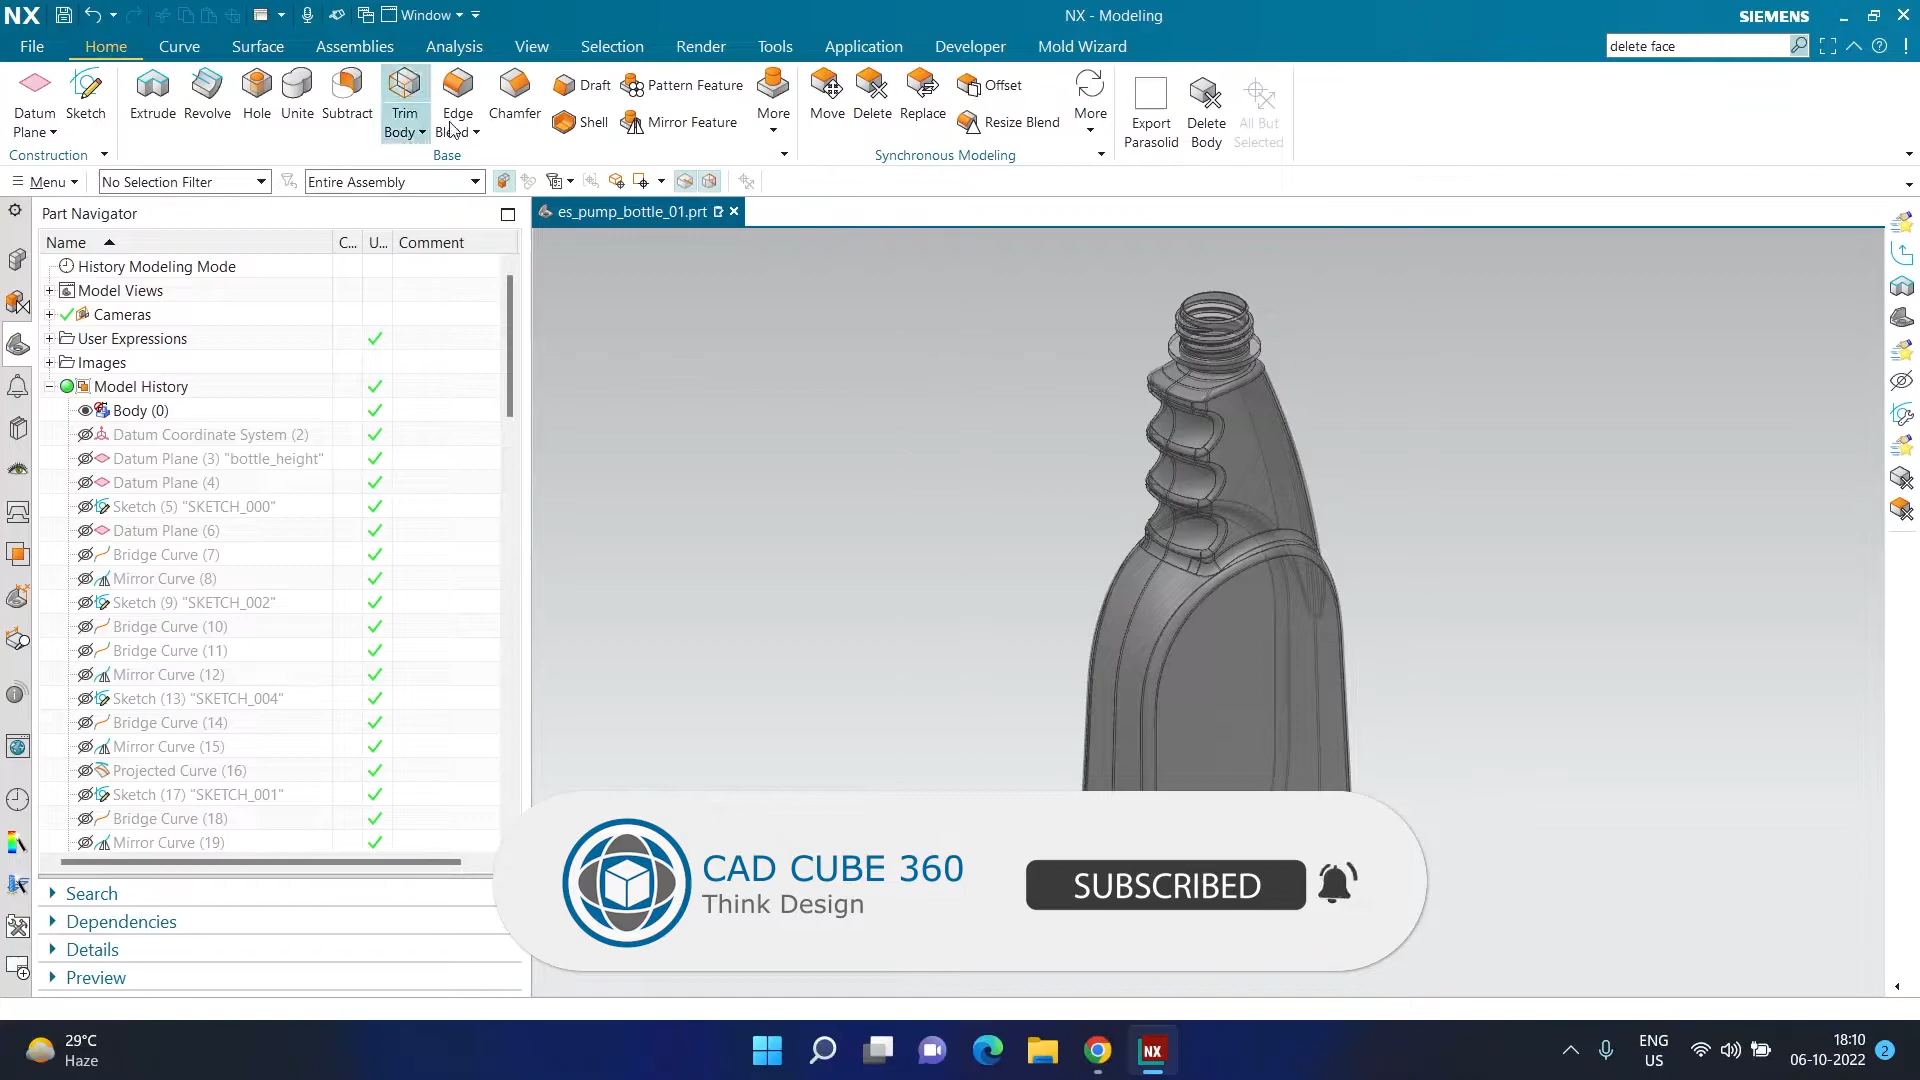 NX
Window
NX - Modeling
SIEMENS
File
Home
Curve
Surface
Assemblies
Analysis
View
Selection
Render
Tools
Application
Developer
Mold Wizard
delete face
Datum Plane
Sketch
Extrude
Revolve
Hole
Unite
Subtract
Trim Body
Edge Blend
Chamfer
Draft
Shell
Pattern Feature
Mirror Feature
More
Move
Delete
Replace
Offset
Resize Blend
More
Export Parasolid
Delete Body
All But Selected
Construction
Base
Synchronous Modeling
Menu
No Selection Filter
Entire Assembly
Part Navigator
es_pump_bottle_01.prt
Name
C...
U...
Comment
History Modeling Mode
Model Views
Cameras
User Expressions
Images
Model History
Body (0)
Datum Coordinate System (2)
Datum Plane (3) "bottle_height"
Datum Plane (4)
Sketch (5) "SKETCH_000"
Datum Plane (6)
Bridge Curve (7)
Mirror Curve (8)
Sketch (9) "SKETCH_002"
Bridge Curve (10)
Bridge Curve (11)
Mirror Curve (12)
Sketch (13) "SKETCH_004"
Bridge Curve (14)
Mirror Curve (15)
Projected Curve (16)
Sketch (17) "SKETCH_001"
Bridge Curve (18)
Mirror Curve (19)
Search
Dependencies
Details
Preview
CAD CUBE 360
Think Design
SUBSCRIBED
29°C
Haze
NX
ENG
US
18:10
06-10-2022
2